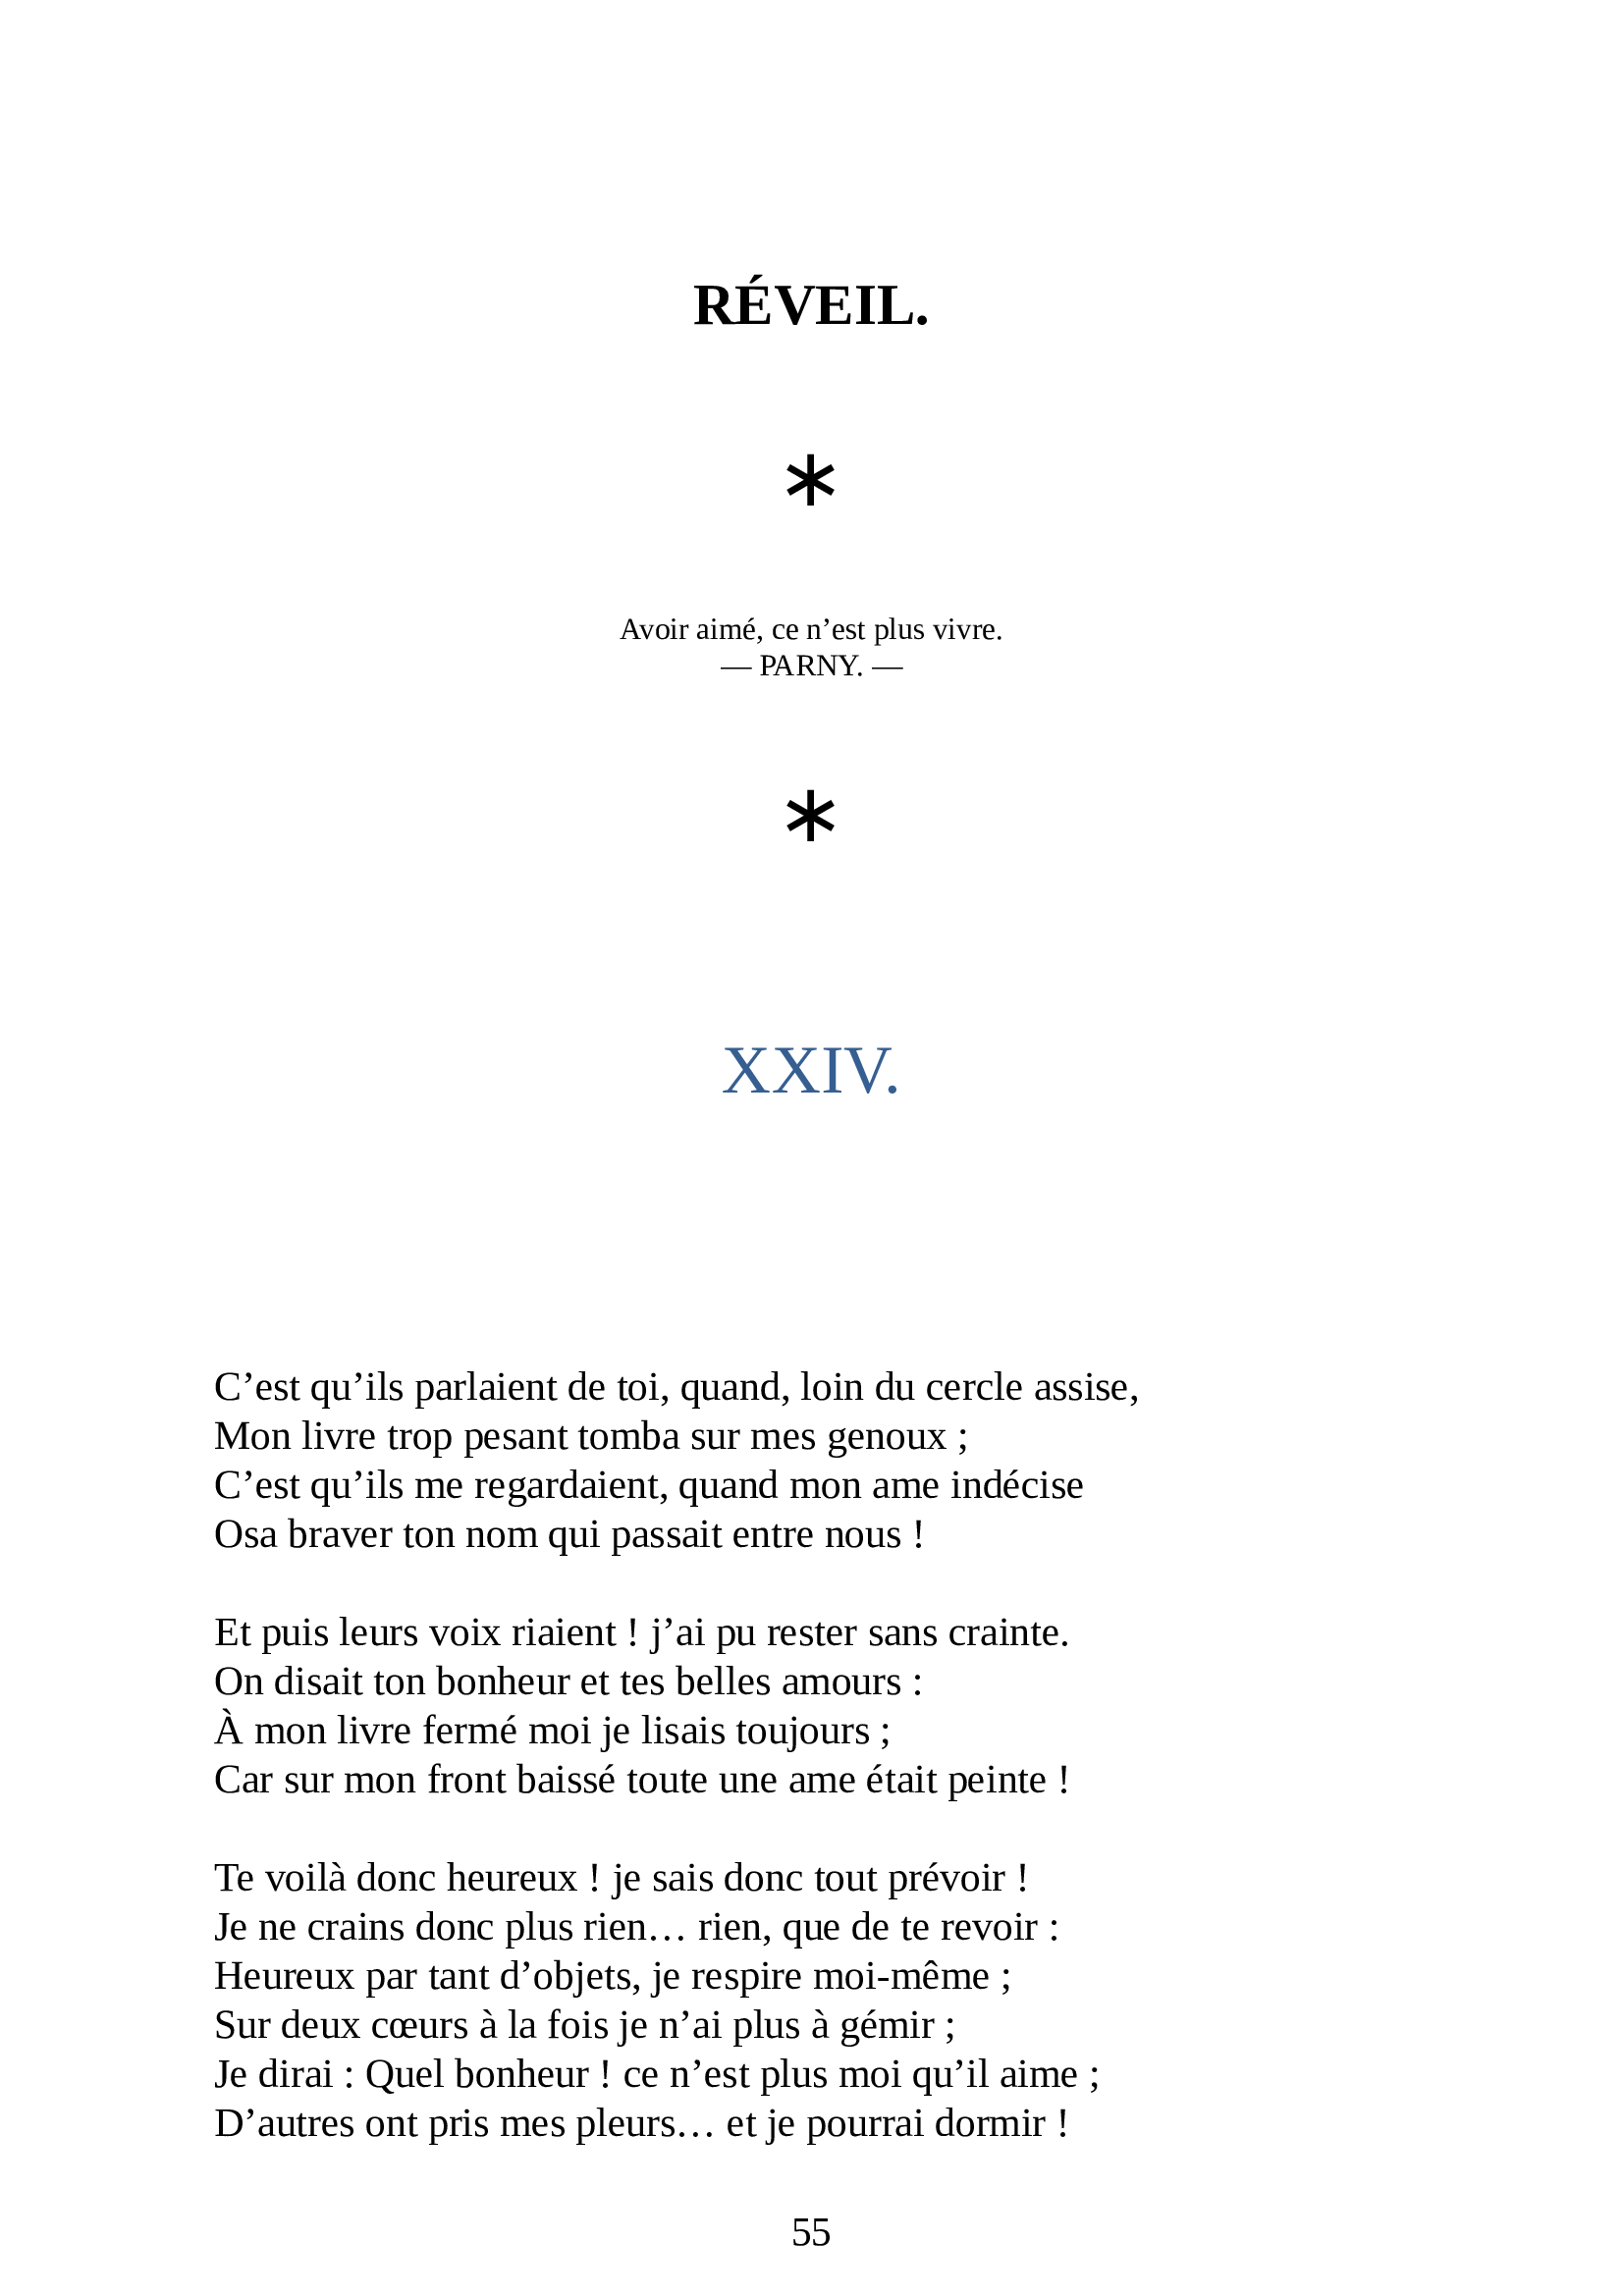 RÉVEIL.
*
Avoir aimé, ce n’est plus vivre.
— PARNY. —
*
XXIV.
C’est qu’ils parlaient de toi, quand, loin du cercle assise,
Mon livre trop pesant tomba sur mes genoux ;
C’est qu’ils me regardaient, quand mon ame indécise
Osa braver ton nom qui passait entre nous !
Et puis leurs voix riaient ! j’ai pu rester sans crainte.
On disait ton bonheur et tes belles amours :
À mon livre fermé moi je lisais toujours ;
Car sur mon front baissé toute une ame était peinte !
Te voilà donc heureux ! je sais donc tout prévoir !
Je ne crains donc plus rien… rien, que de te revoir :
Heureux par tant d’objets, je respire moi-même ;
Sur deux cœurs à la fois je n’ai plus à gémir ;
Je dirai : Quel bonheur ! ce n’est plus moi qu’il aime ;
D’autres ont pris mes pleurs… et je pourrai dormir !
55